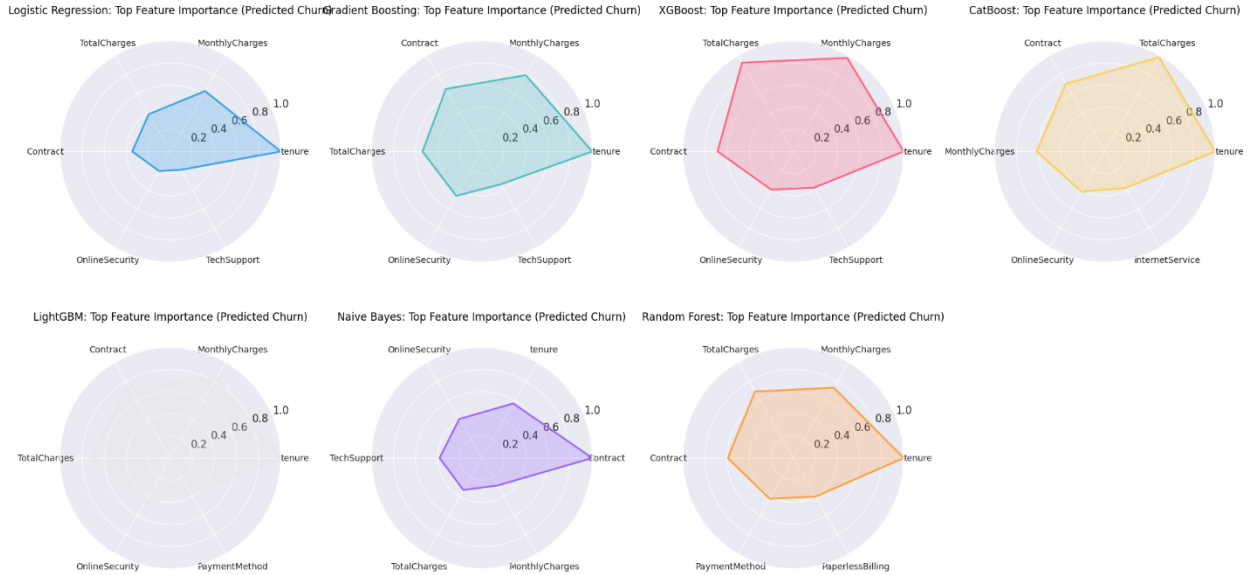 Logistic Regression: Top Feature Importance (Predicted Churn)
TotalCharges
MonthlyCharges
Contract
0.2
0.4
0.6
0.8
1.0
tenure
OnlineSecurity
TechSupport
Gradient Boosting: Top Feature Importance (Predicted Churn)
Contract
MonthlyCharges
TotalCharges
0.2
0.4
0.6
0.8
1.0
tenure
OnlineSecurity
TechSupport
XGBoost: Top Feature Importance (Predicted Churn)
TotalCharges
MonthlyCharges
Contract
0.2
0.4
0.6
0.8
1.0
tenure
OnlineSecurity
TechSupport
CatBoost: Top Feature Importance (Predicted Churn)
Contract
TotalCharges
MonthlyCharges
0.2
0.4
0.6
0.8
1.0
tenure
OnlineSecurity
InternetService
LightGBM: Top Feature Importance (Predicted Churn)
Contract
MonthlyCharges
TotalCharges
0.2
0.4
0.6
0.8
1.0
tenure
OnlineSecurity
PaymentMethod
Naive Bayes: Top Feature Importance (Predicted Churn)
OnlineSecurity
tenure
TechSupport
0.2
0.4
0.6
0.8
1.0
Contract
TotalCharges
MonthlyCharges
Random Forest: Top Feature Importance (Predicted Churn)
TotalCharges
MonthlyCharges
Contract
0.2
0.4
0.6
0.8
1.0
tenure
PaymentMethod
PaperlessBilling